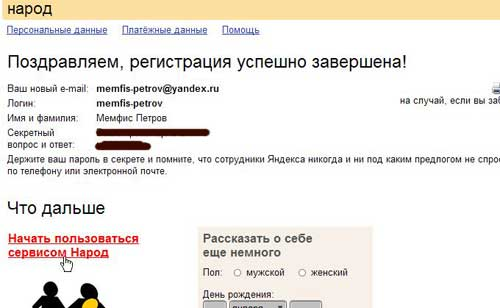 народ
Персональные данные Платёжные данные Помощь
Поздравляем, регистрация успешно завершена!
Ваш новый e-mail: memfis-petrov@yandex.ru
Логин: memfis-petrov
на случай, если вы заб
Имя и фамилия: Мемфис Петров
Секретный
вопрос и ответ:
Держите ваш пароль в секрете и помните, что сотрудники Яндекса никогда и ни под каким предлогом не спро
по телефону или электронной почте.
Что дальше
Начать пользоваться
сервисом Народ
Рассказать о себе
еще немного
Пол: мужской женский
День рождения: